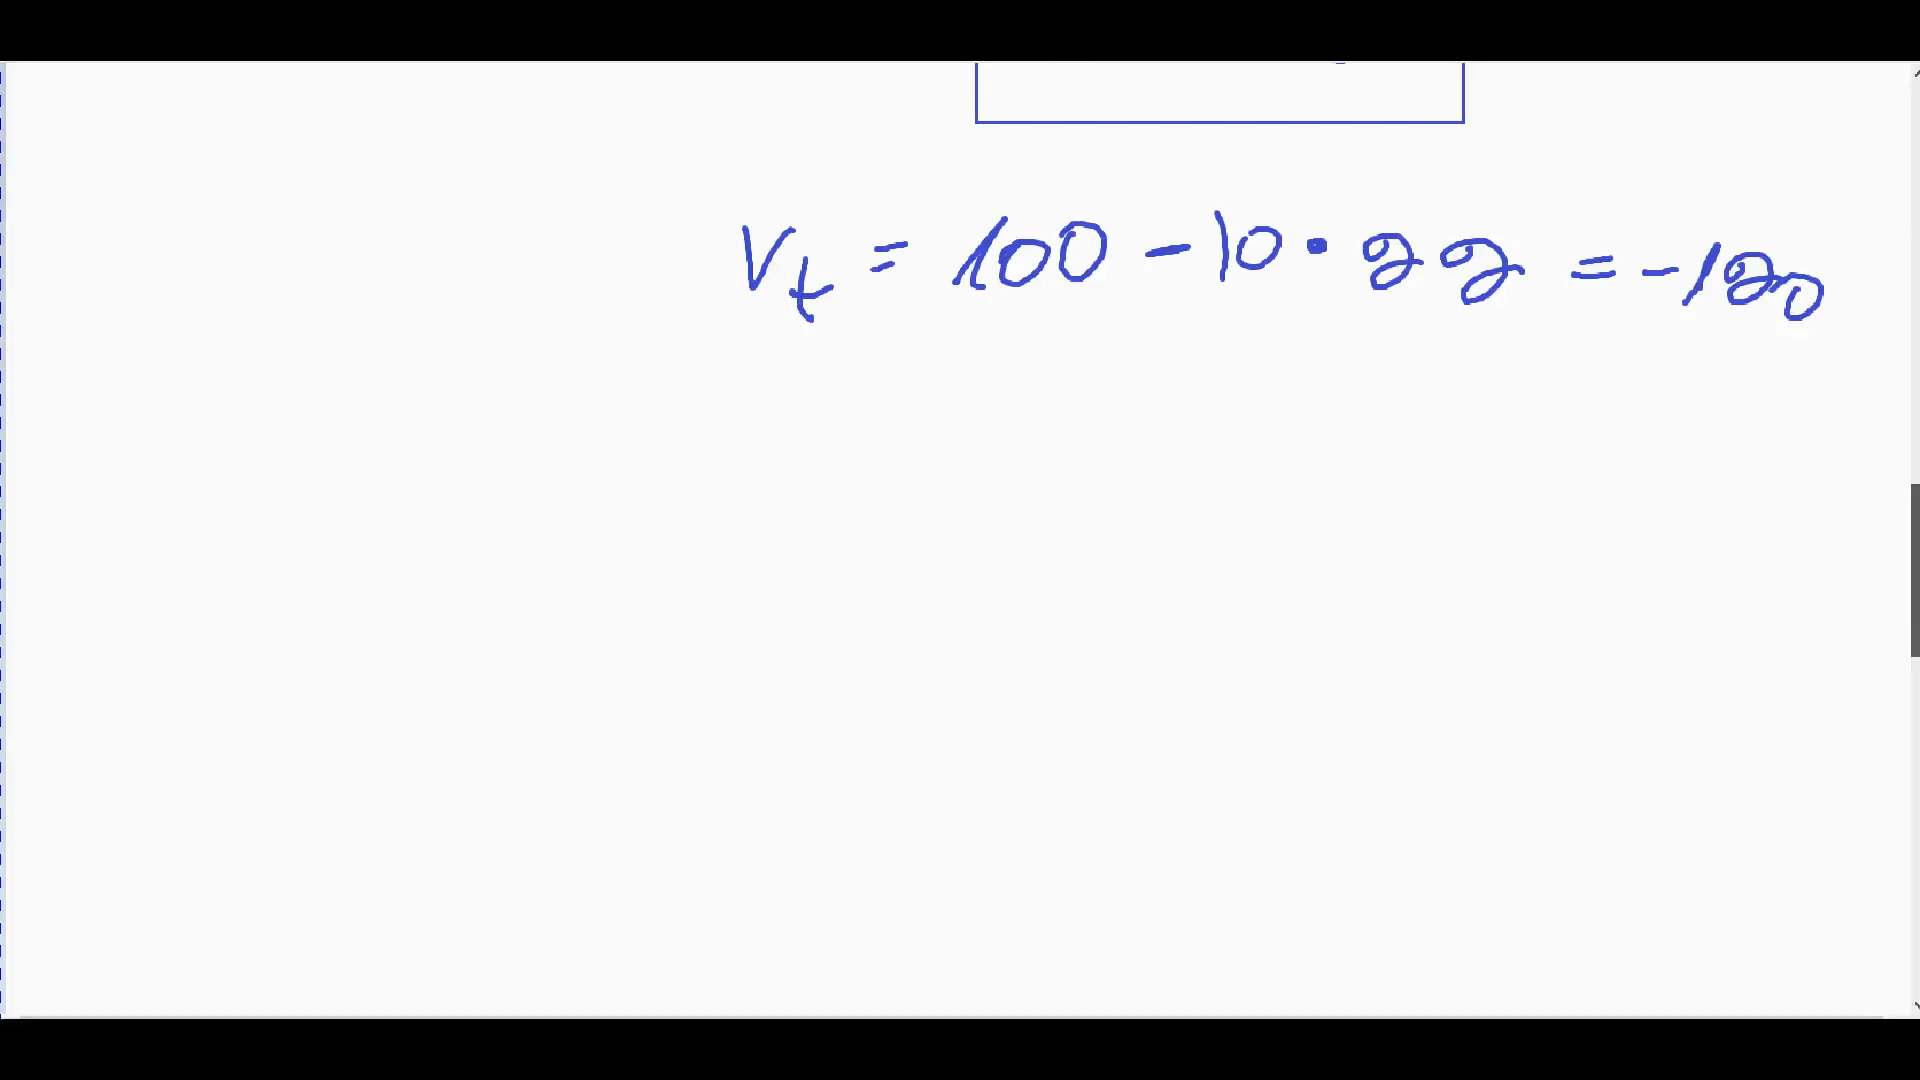 Vt = 100 - 10 · 22 = -120